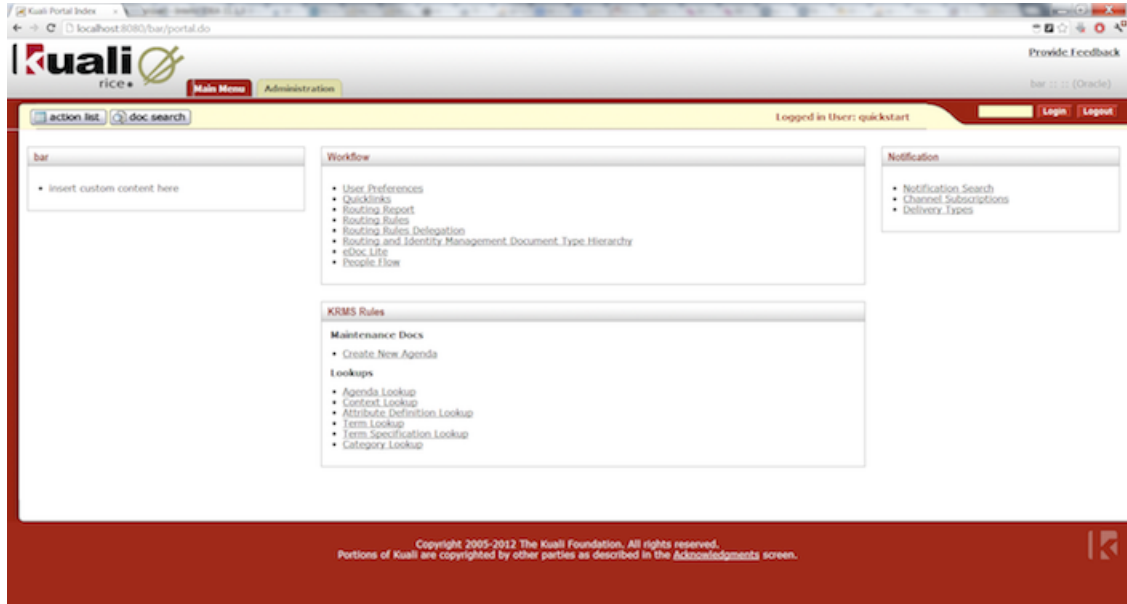 Kuali Portal Index
localhost:8080/bar/portal.do
kuali
rice
Provide Feedback
Main Menu
Administration
bar :: :: (Oracle)
action list
doc search
Logged in User: quickstart
Login
Logout
bar
insert custom content here
Workflow
User Preferences
Quicklinks
Routing Report
Routing Rules
Routing Rules Delegation
Routing and Identity Management Document Type Hierarchy
eDoc Lite
People Flow
KRMS Rules
Maintenance Docs
Create New Agenda
Lookups
Agenda Lookup
Context Lookup
Attribute Definition Lookup
Term Lookup
Term Specification Lookup
Category Lookup
Notification
Notification Search
Channel Subscriptions
Delivery Types
Copyright 2005-2012 The Kuali Foundation. All rights reserved.
Portions of Kuali are copyrighted by other parties as described in the Acknowledgments screen.